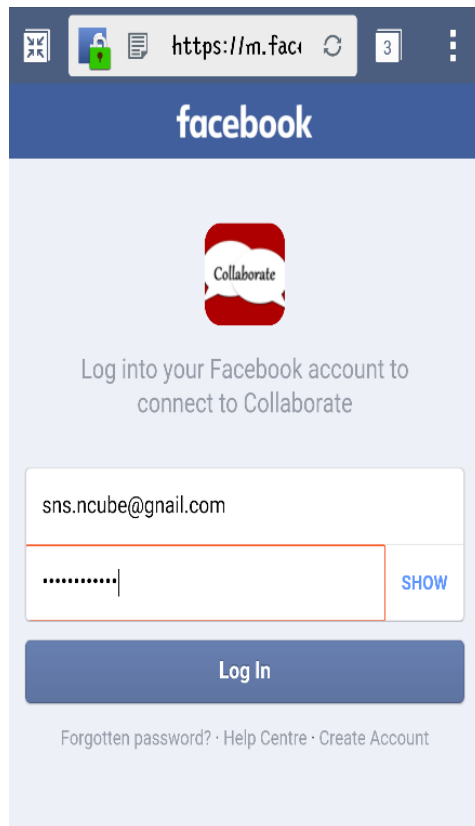 https://m.face 3
facebook
Collaborate
Log into your Facebook account to
connect to Collaborate
sns.ncube@gnail.com
•••••••••••• SHOW
Log In
Forgotten password? · Help Centre · Create Account